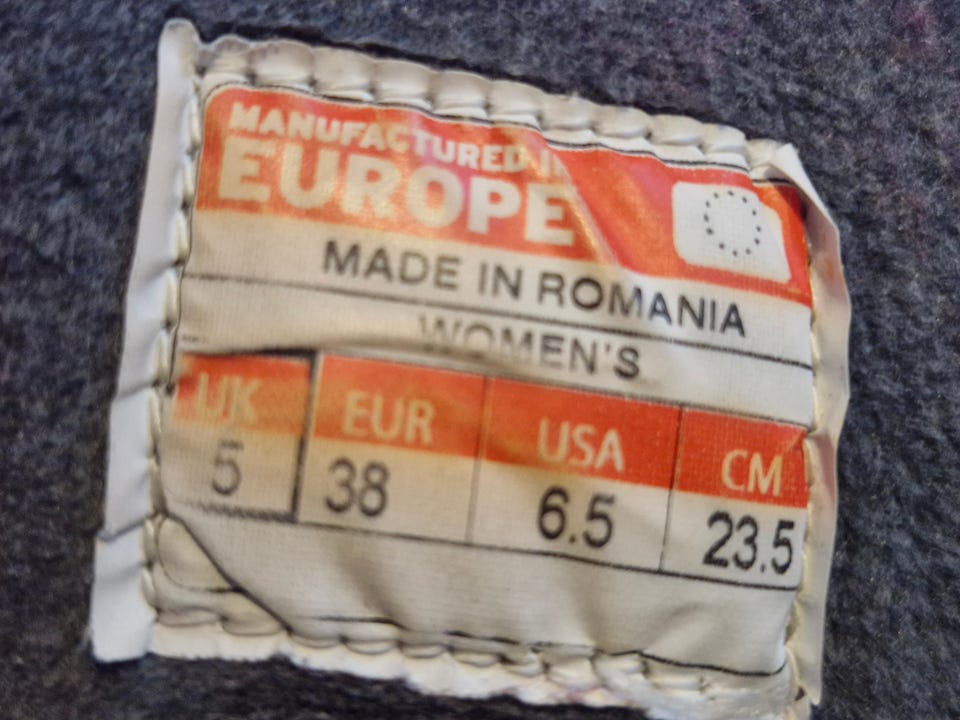 MANUFACTURED IN
EUROPE
MADE IN ROMANIA
WOMEN'S
UK EUR USA CM
5 38 6.5 23.5